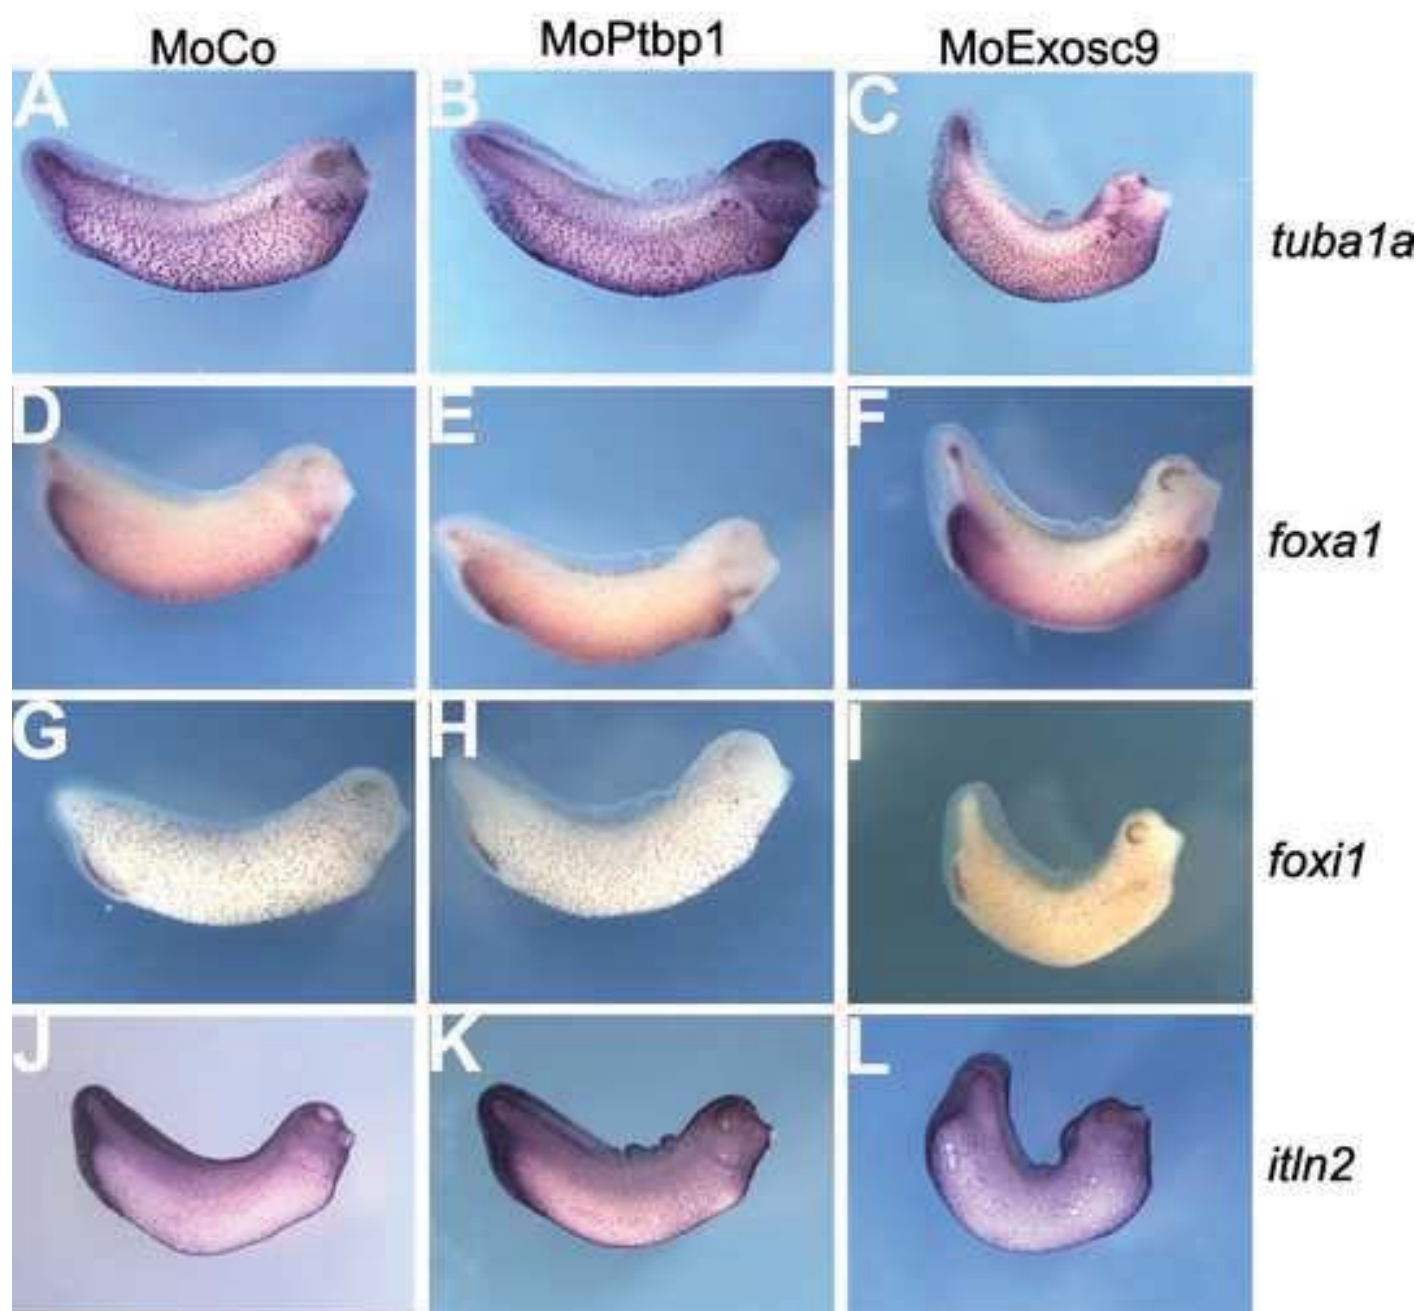 MoCo MoPtbp1 MoExosc9
A B C tuba1a
D E F foxa1
G H I foxi1
J K L itln2